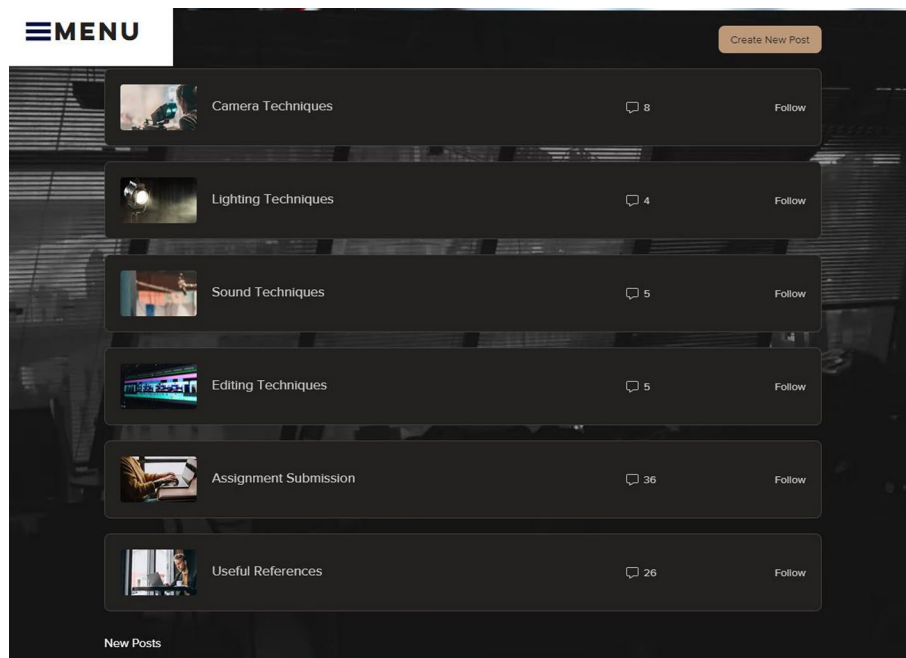 MENU
Create New Post
Camera Techniques 8 Follow
Lighting Techniques 4 Follow
Sound Techniques 5 Follow
Editing Techniques 5 Follow
Assignment Submission 36 Follow
Useful References 26 Follow
New Posts